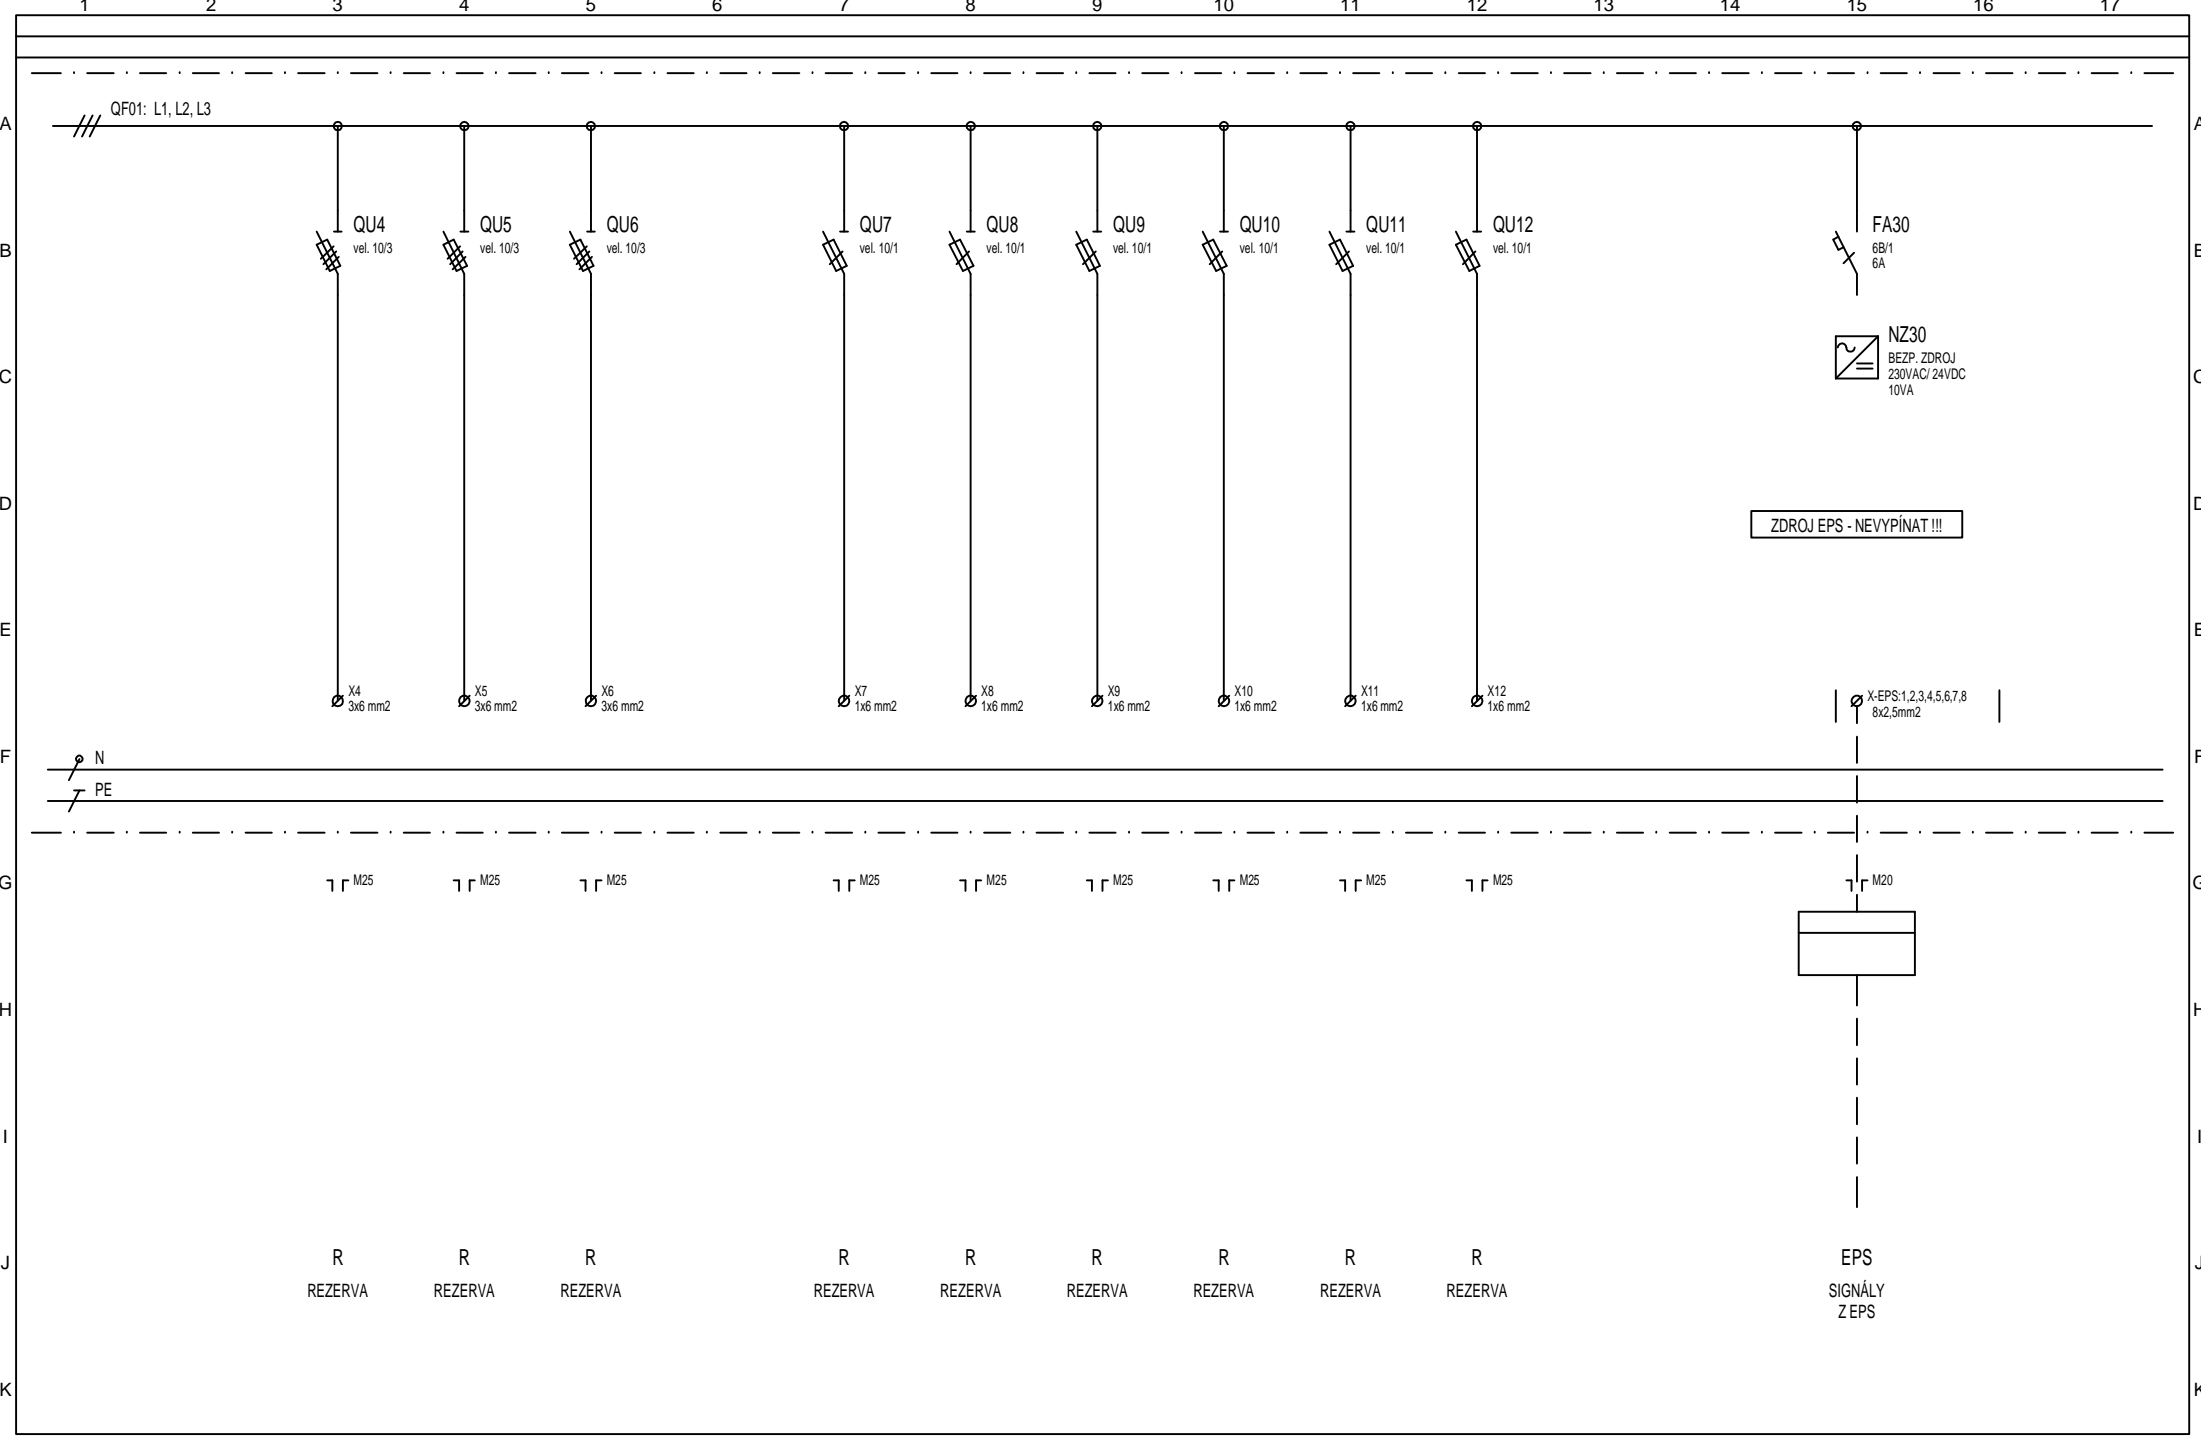 1 2 3 4 5 6 7 8 9 10 11 12 13 14 15 16 17
QF01: L1, L2, L3
A A
QU4 QU5 QU6 QU7 QU8 QU9 QU10 QU11 QU12 FA30
B vel. 10/3 vel. 10/3 vel. 10/3 vel. 10/1 vel. 10/1 vel. 10/1 vel. 10/1 vel. 10/1 vel. 10/1 6B/1 B
6A
NZ30
BEZP. ZDROJ
C 230VAC/ 24VDC C
10VA
D D
ZDROJ EPS - NEVYPÍNAT !!!
E E
X4 X5 X6 X7 X8 X9 X10 X11 X12 X-EPS:1,2,3,4,5,6,7,8
3x6 mm2 3x6 mm2 3x6 mm2 1x6 mm2 1x6 mm2 1x6 mm2 1x6 mm2 1x6 mm2 1x6 mm2 8x2,5mm2
F N F
PE
G M25 M25 M25 M25 M25 M25 M25 M25 M25 M20 G
H H
I I
J R R R R R R R R R EPS J
REZERVA REZERVA REZERVA REZERVA REZERVA REZERVA REZERVA REZERVA REZERVA SIGNÁLY
Z EPS
K K